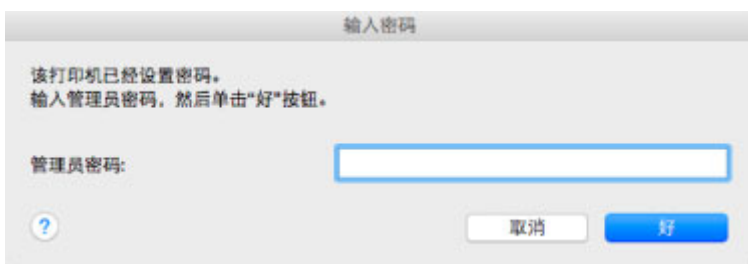 输入密码
该打印机已经设置密码。
输入管理员密码，然后单击“好”按钮。
管理员密码:
?
取消
好